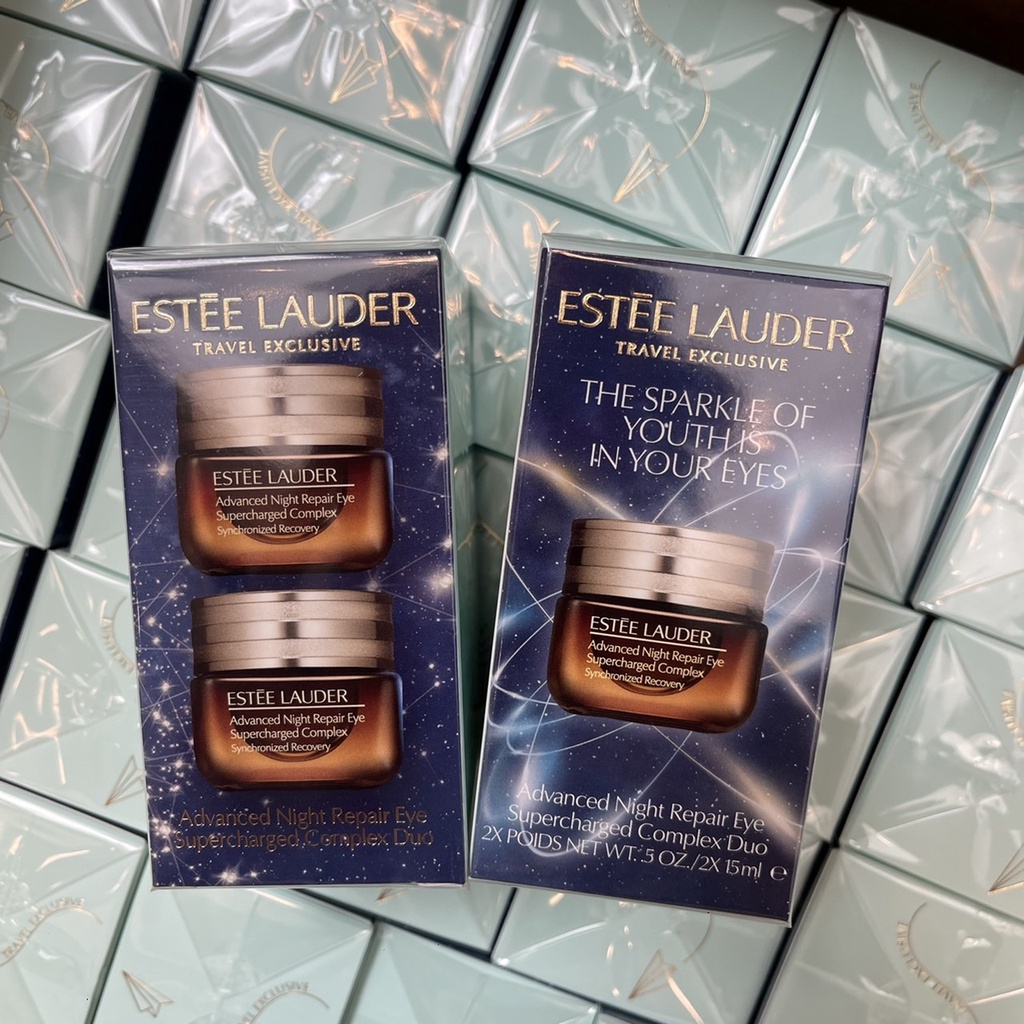 ESTĒE LAUDER
TRAVEL EXCLUSIVE
ESTĒE LAUDER
Advanced Night Repair Eye
Supercharged Complex
Synchronized Recovery
ESTĒE LAUDER
Advanced Night Repair Eye
Supercharged Complex
Synchronized Recovery
Advanced Night Repair Eye
Supercharged Complex Duo
ESTĒE LAUDER
TRAVEL EXCLUSIVE
THE SPARKLE OF
YOUTH IS
IN YOUR EYES
ESTĒE LAUDER
Advanced Night Repair Eye
Supercharged Complex
Synchronized Recovery
Advanced Night Repair Eye
Supercharged Complex Duo
2X POIDS NET WT. .5 OZ./2X 15ml ℮
TRAVEL EXCLUSIVE